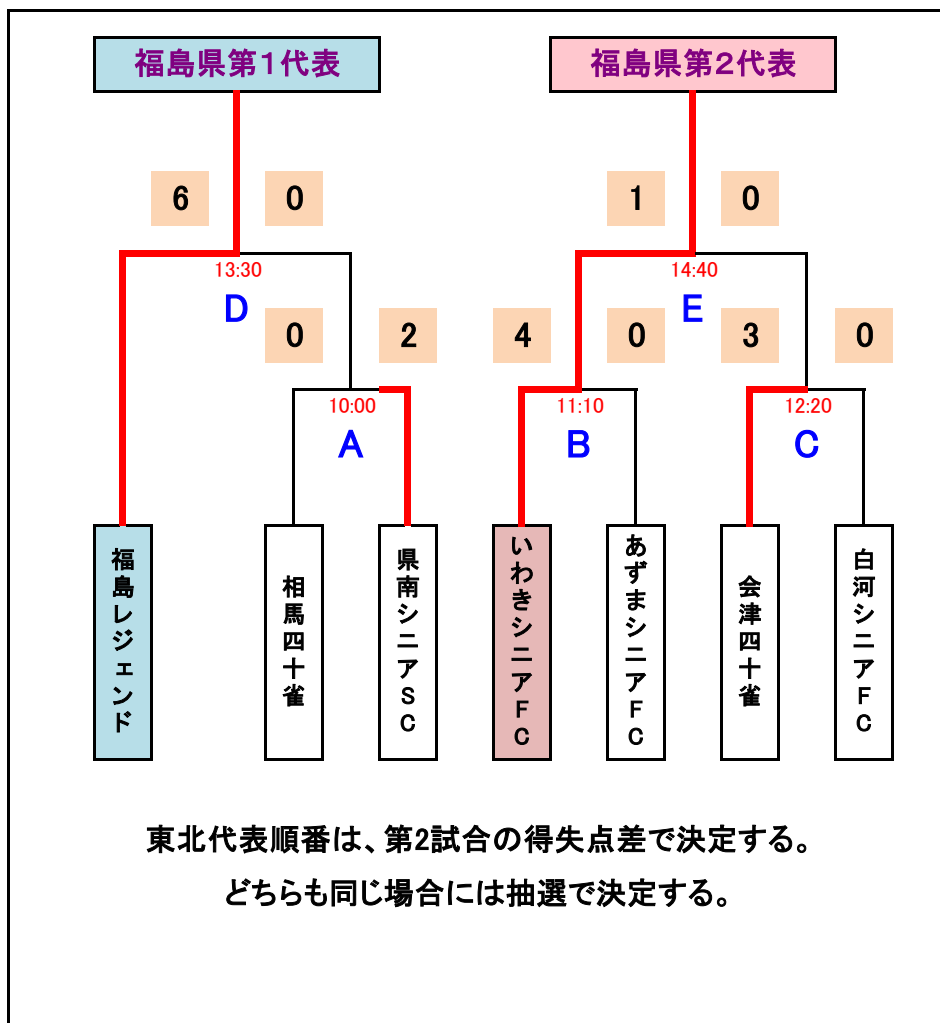 福島県第1代表
福島県第2代表
6
0
1
0
13:30
14:40
D
E
0
2
4
0
3
0
10:00
11:10
12:20
A
B
C
福島レジェンド
相馬四十雀
県南シニアSC
いわきシニアFC
あずまシニアFC
会津四十雀
白河シニアFC
東北代表順番は、第2試合の得失点差で決定する。
どちらも同じ場合には抽選で決定する。